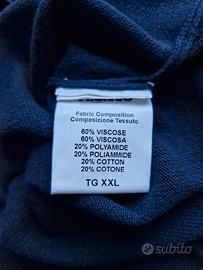 Fabric Composition
Composizione Tessuto
60% VISCOSE
60% VISCOSA
20% POLYAMIDE
20% POLIAMMIDE
20% COTTON
20% COTONE
TG XXL
subito